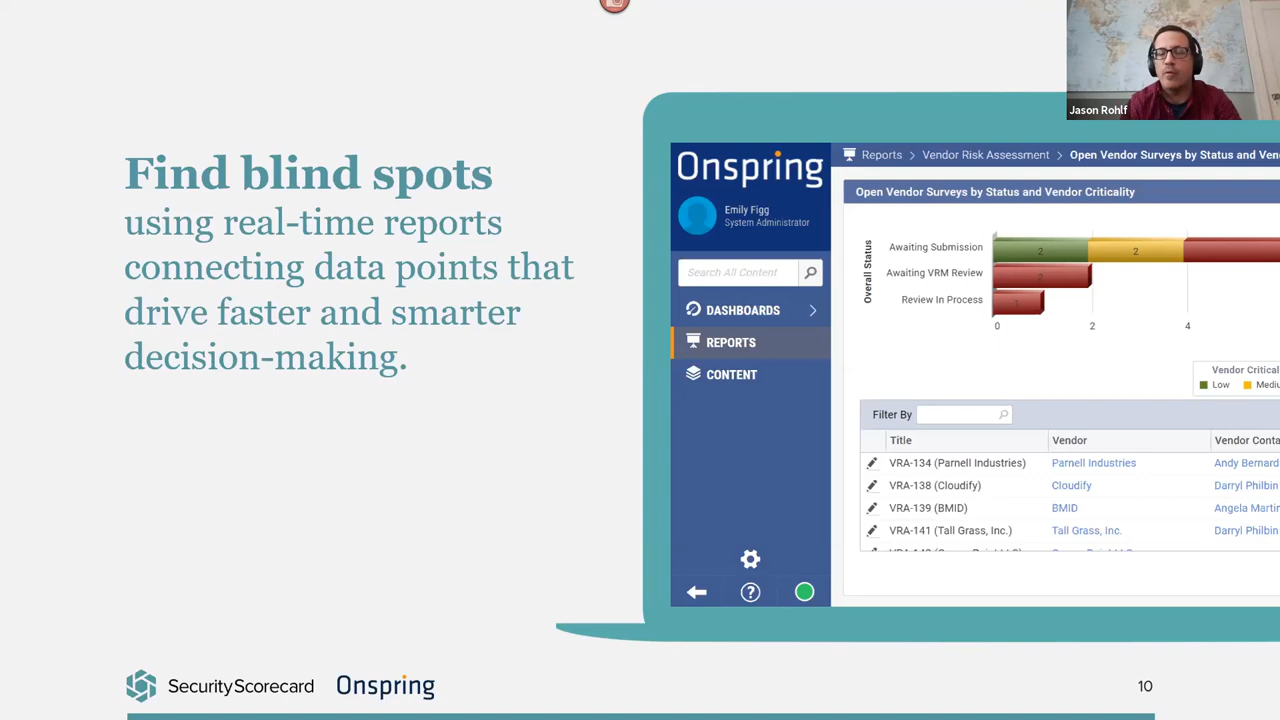 Jason Rohlf
Find blind spots
using real-time reports
connecting data points that
drive faster and smarter
decision-making.
Onspring
Emily Figg
System Administrator
Search All Content
DASHBOARDS
REPORTS
CONTENT
?
Reports > Vendor Risk Assessment > Open Vendor Surveys by Status and Ven
Open Vendor Surveys by Status and Vendor Criticality
Overall Status
Awaiting Submission 2 2
Awaiting VRM Review 2
Review In Process 1
0 2 4
Vendor Critical
Low Medi
Filter By
Title Vendor Vendor Conta
VRA-134 (Parnell Industries) Parnell Industries Andy Bernard
VRA-138 (Cloudify) Cloudify Darryl Philbin
VRA-139 (BMID) BMID Angela Martin
VRA-141 (Tall Grass, Inc.) Tall Grass, Inc. Darryl Philbin
SecurityScorecard Onspring 10